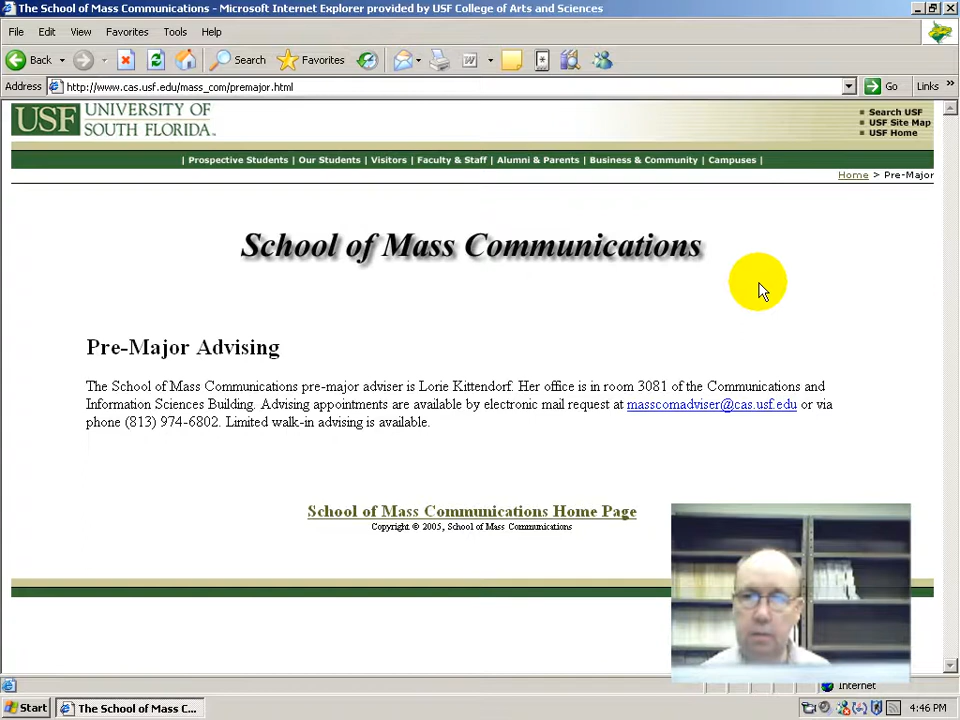 The School of Mass Communications - Microsoft Internet Explorer provided by USF College of Arts and Sciences
File Edit View Favorites Tools Help
Back Search Favorites
Address http://www.cas.usf.edu/mass_com/premajor.html Go Links »
USF UNIVERSITY OF
SOUTH FLORIDA
Search USF
USF Site Map
USF Home
| Prospective Students | Our Students | Visitors | Faculty & Staff | Alumni & Parents | Business & Community | Campuses |
Home > Pre-Major
School of Mass Communications
Pre-Major Advising
The School of Mass Communications pre-major adviser is Lorie Kittendorf. Her office is in room 3081 of the Communications and
Information Sciences Building. Advising appointments are available by electronic mail request at masscomadviser@cas.usf.edu or via
phone (813) 974-6802. Limited walk-in advising is available.
School of Mass Communications Home Page
Copyright © 2005, School of Mass Communications
Internet
Start The School of Mass C... 4:46 PM